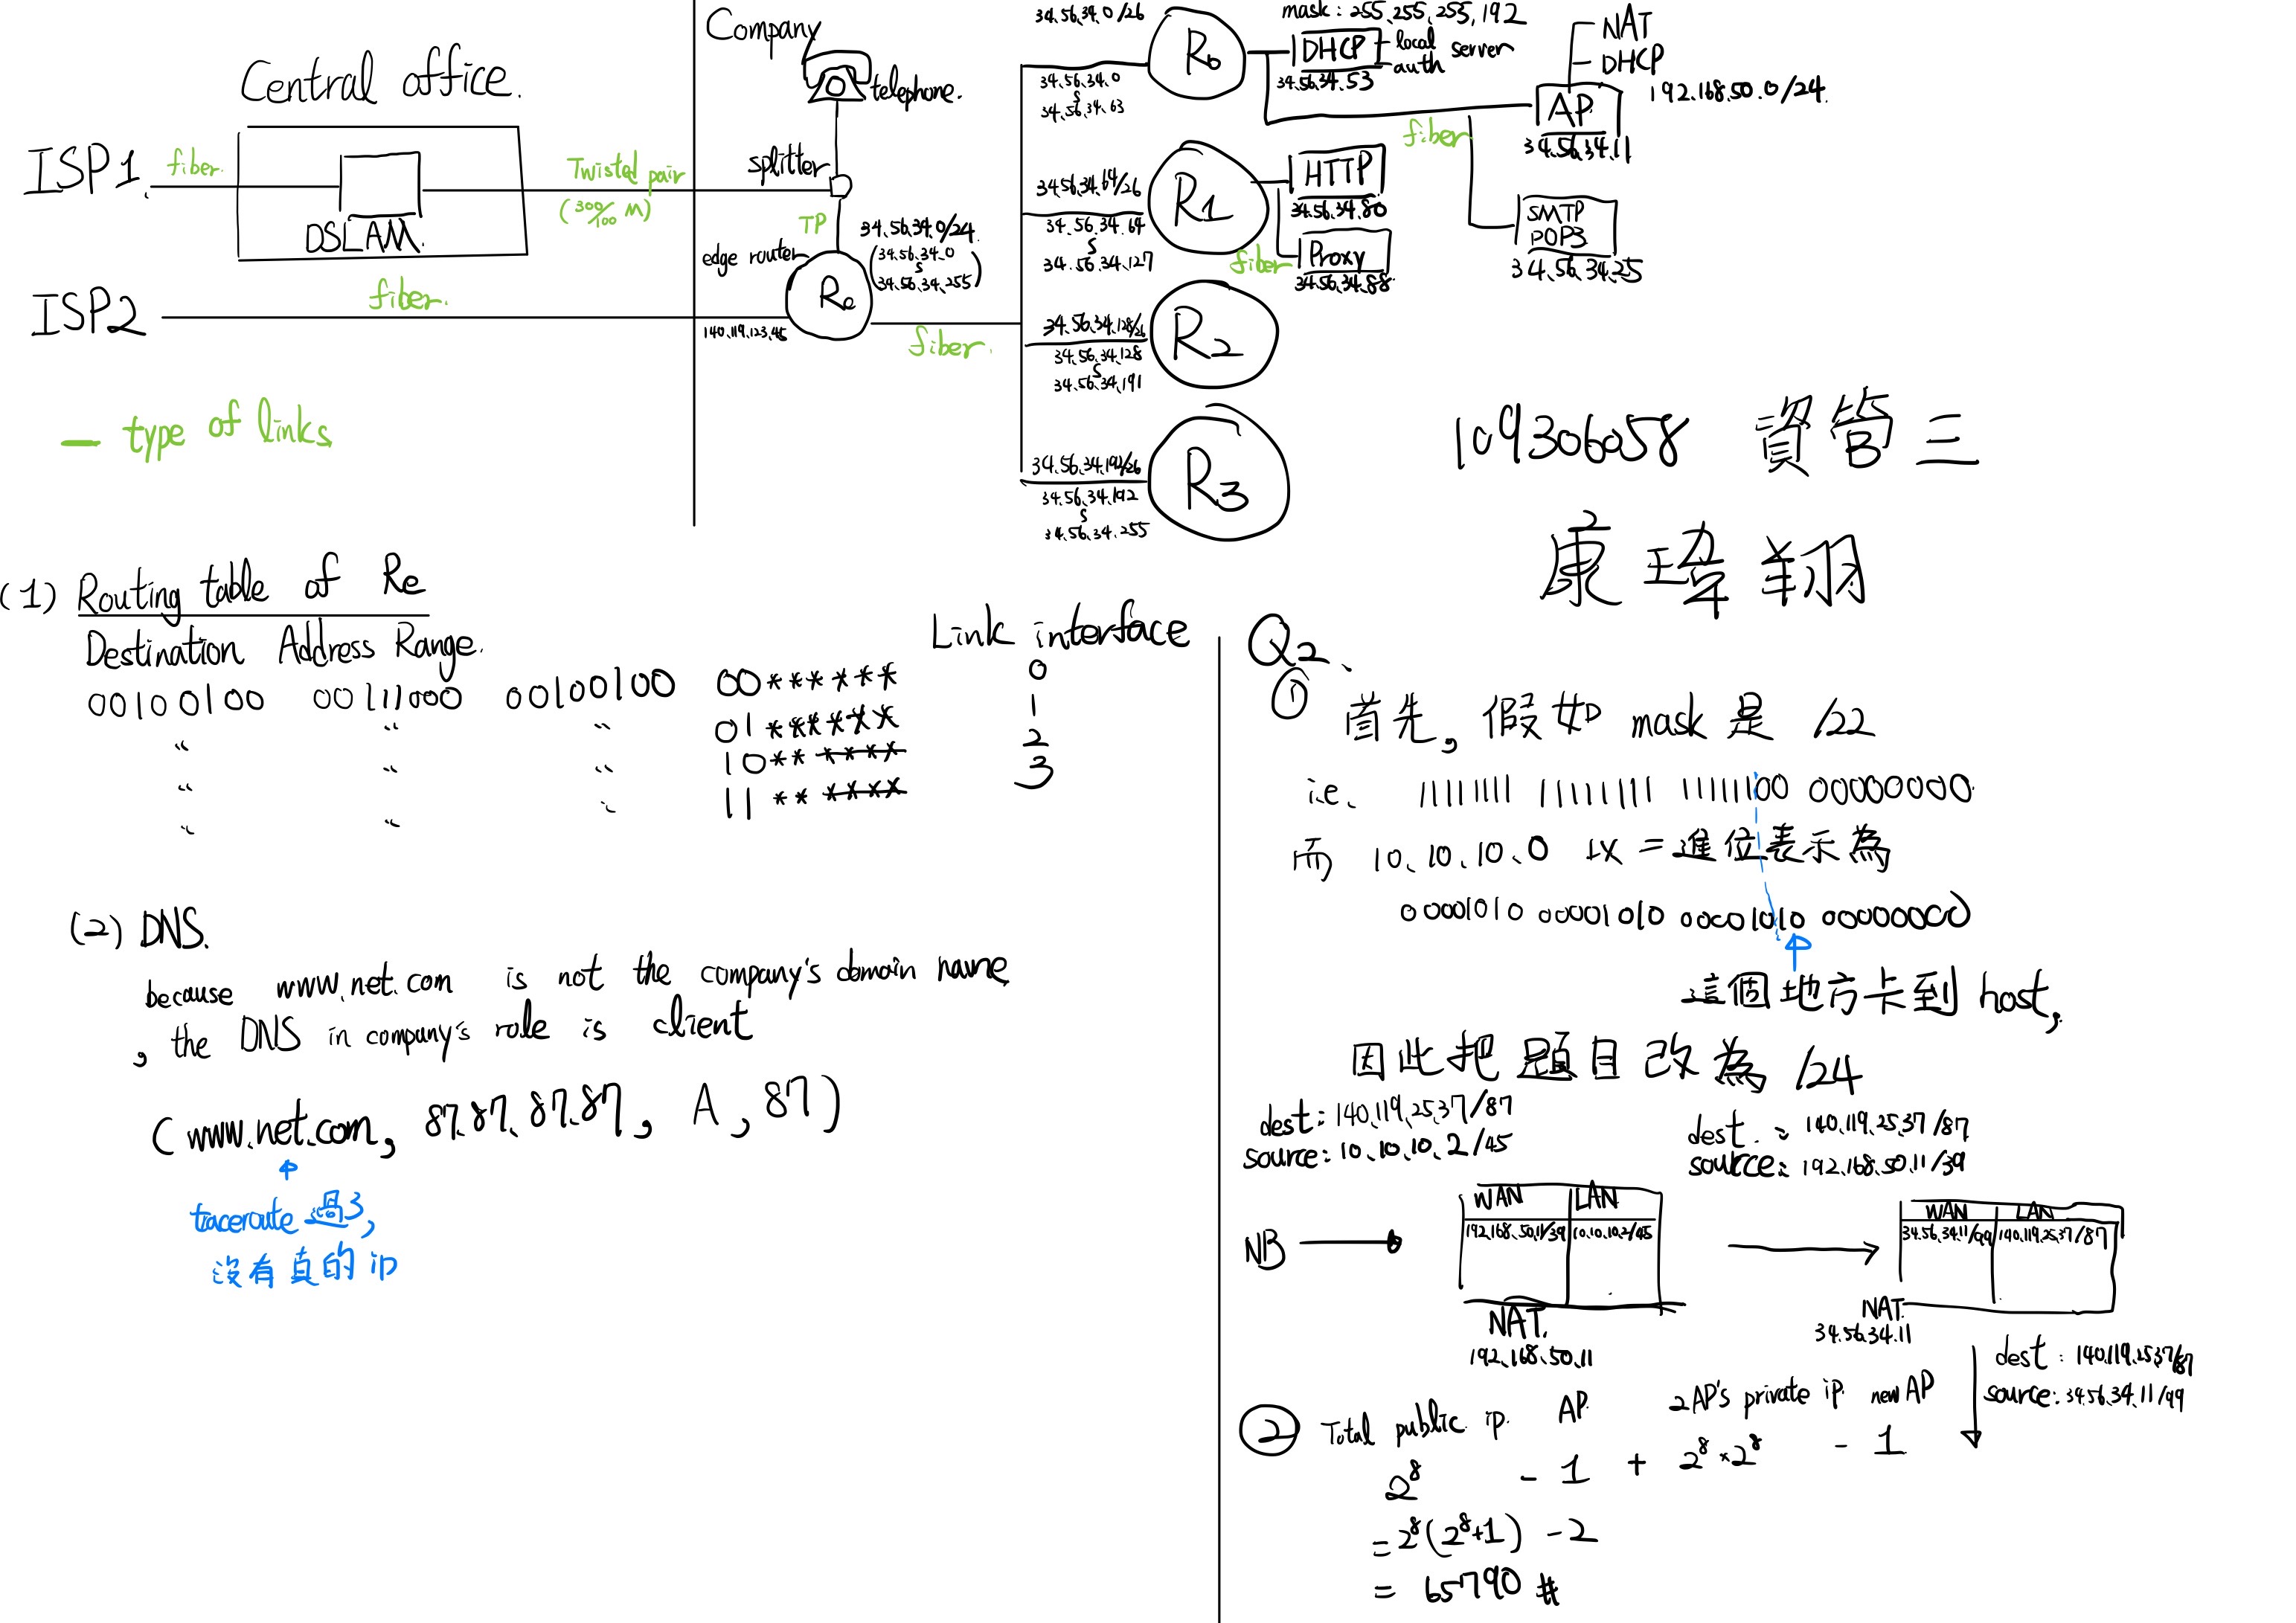 Central office.
ISP1.
fiber.
DSLAM.
Twisted pair
(300/100 M)
ISP2
fiber.
— type of links
Company
telephone.
splitter
TP
edge router
Re
34.56.34.0/24
(34.56.34.0
S
34.56.34.255)
140.119.123.45
fiber.
34.56.34.0/26
34.56.34.0
S
34.56.34.63
R0
mask: 255.255.255.192
DHCP
local
auth server
34.56.34.53
NAT
DHCP
192.168.50.0/24.
AP
34.56.34.11
fiber
SMTP
POP3
34.56.34.25
34.56.34.64/26
34.56.34.64
S
34.56.34.127
R1
HTTP
34.56.34.80
fiber
Proxy
34.56.34.88
34.56.34.128/26
34.56.34.128
S
34.56.34.191
R2
34.56.34.192/26
34.56.34.192
S
34.56.34.255
R3
109306058 資管三
康瑋翔
(1) Routing table of Re
Destination Address Range.
Link interface
00100100 00111000 00100100 00****** 0
" " " 01****** 1
" " " 10****** 2
" " " 11****** 3
(2) DNS.
because www.net.com is not the company's domain name
, the DNS in company's role is client
(www.net.com, 87.87.87.87, A, 87)
traceroute 過了,
沒有真的 ip
Q2.
①
首先, 假如 mask 是 /22
i.e. 11111111 11111111 11111100 00000000
而 10.10.10.0 以二進位表示為
00001010 00001010 00001010 00000000
這個地方卡到 host,
因此把題目改為 /24
dest: 140.119.25.37/87
source: 10.10.10.2/45
dest.: 140.119.25.37/87
source: 192.168.50.11/39
NB
WAN LAN
192.168.50.11/39 10.10.10.2/45
NAT.
192.168.50.11
WAN LAN
34.56.34.11/99 140.119.25.37/87
NAT.
34.56.34.11
dest: 140.119.25.37/87
source: 34.56.34.11/99
② Total public ip. AP 2AP's private ip. new AP
2⁸ - 1 + 2⁸×2⁸ - 1
= 2⁸(2⁸+1) - 2
= 65790 #